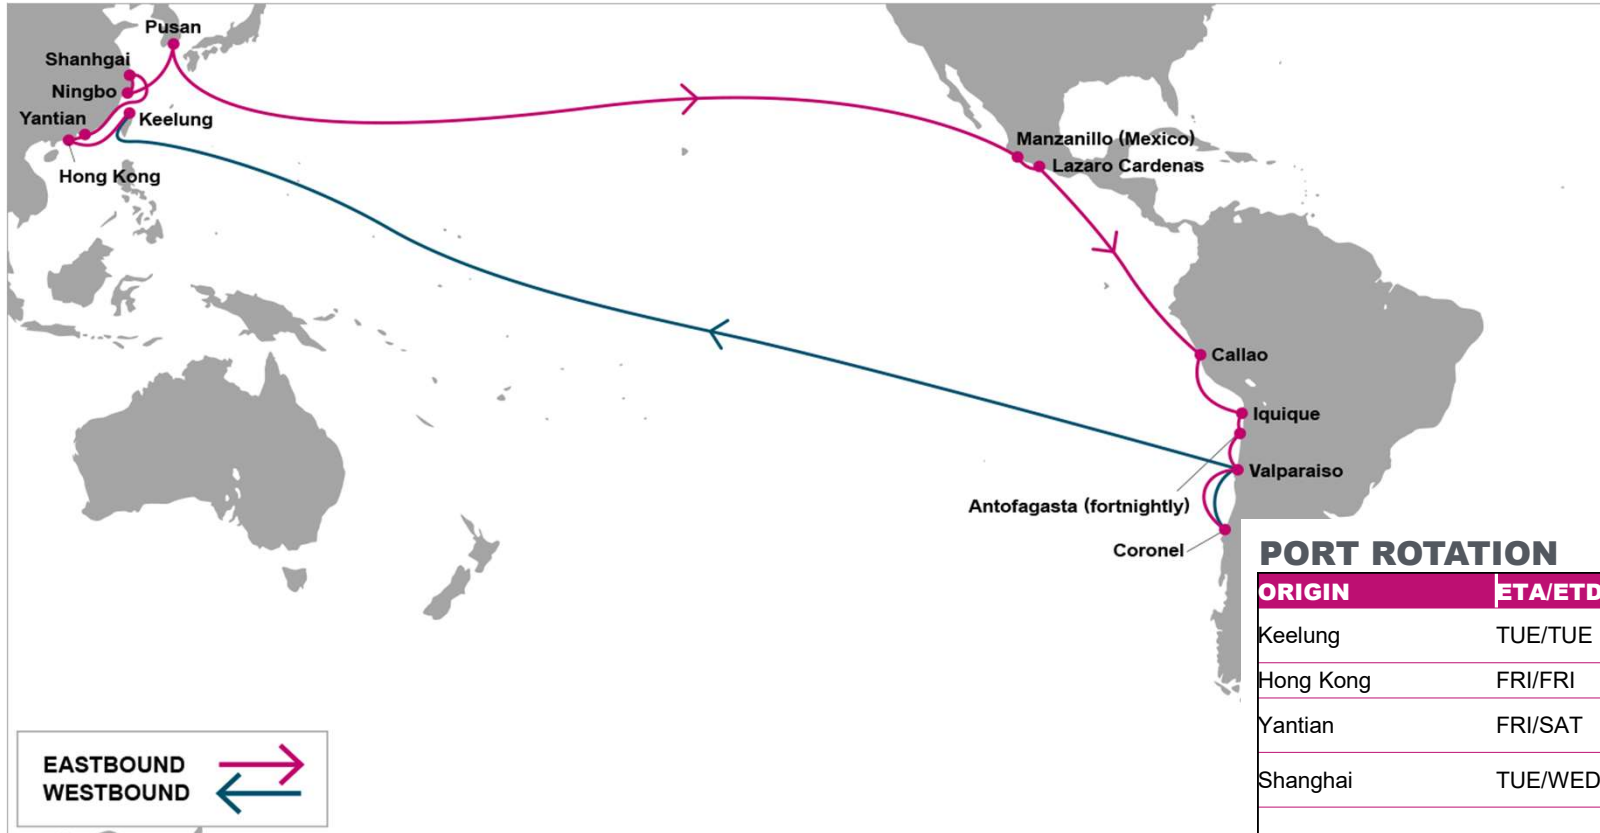 Pusan
Shanhgai
Ningbo
Yantian
Keelung
Hong Kong
Manzanillo (Mexico)
Lazaro Cardenas
Callao
Iquique
Valparaiso
Antofagasta (fortnightly)
Coronel
PORT ROTATION
ORIGIN ETA/ETD
Keelung TUE/TUE
Hong Kong FRI/FRI
Yantian FRI/SAT
Shanghai TUE/WED
EASTBOUND
WESTBOUND